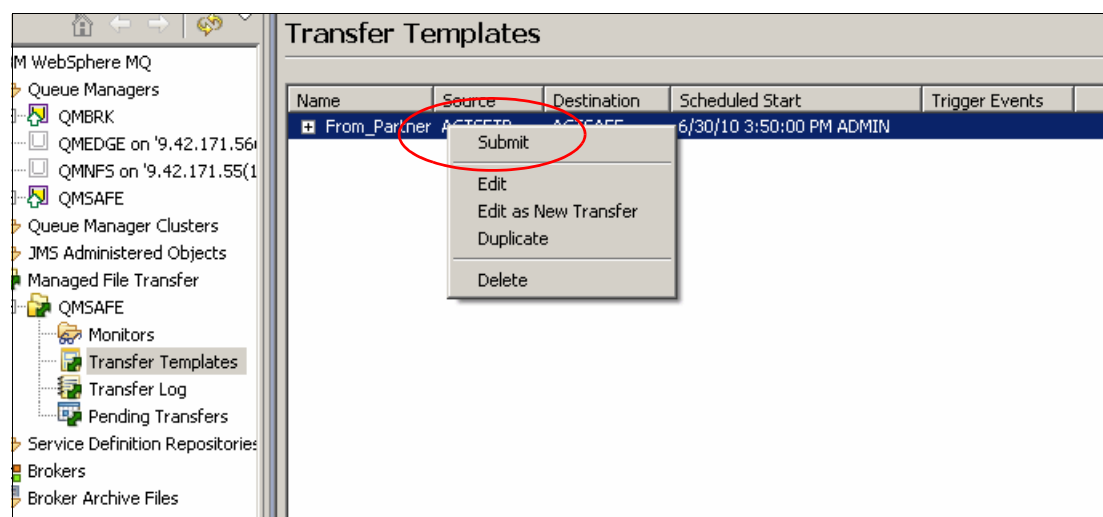 Transfer Templates
M WebSphere MQ
Queue Managers
QMBRK
QMEDGE on '9.42.171.56
QMNFS on '9.42.171.55(1
QMSAFE
Queue Manager Clusters
JMS Administered Objects
Managed File Transfer
QMSAFE
Monitors
Transfer Templates
Transfer Log
Pending Transfers
Service Definition Repositories
Brokers
Broker Archive Files
Name Source Destination Scheduled Start Trigger Events
From_Partner 6/30/10 3:50:00 PM ADMIN
Submit
Edit
Edit as New Transfer
Duplicate
Delete